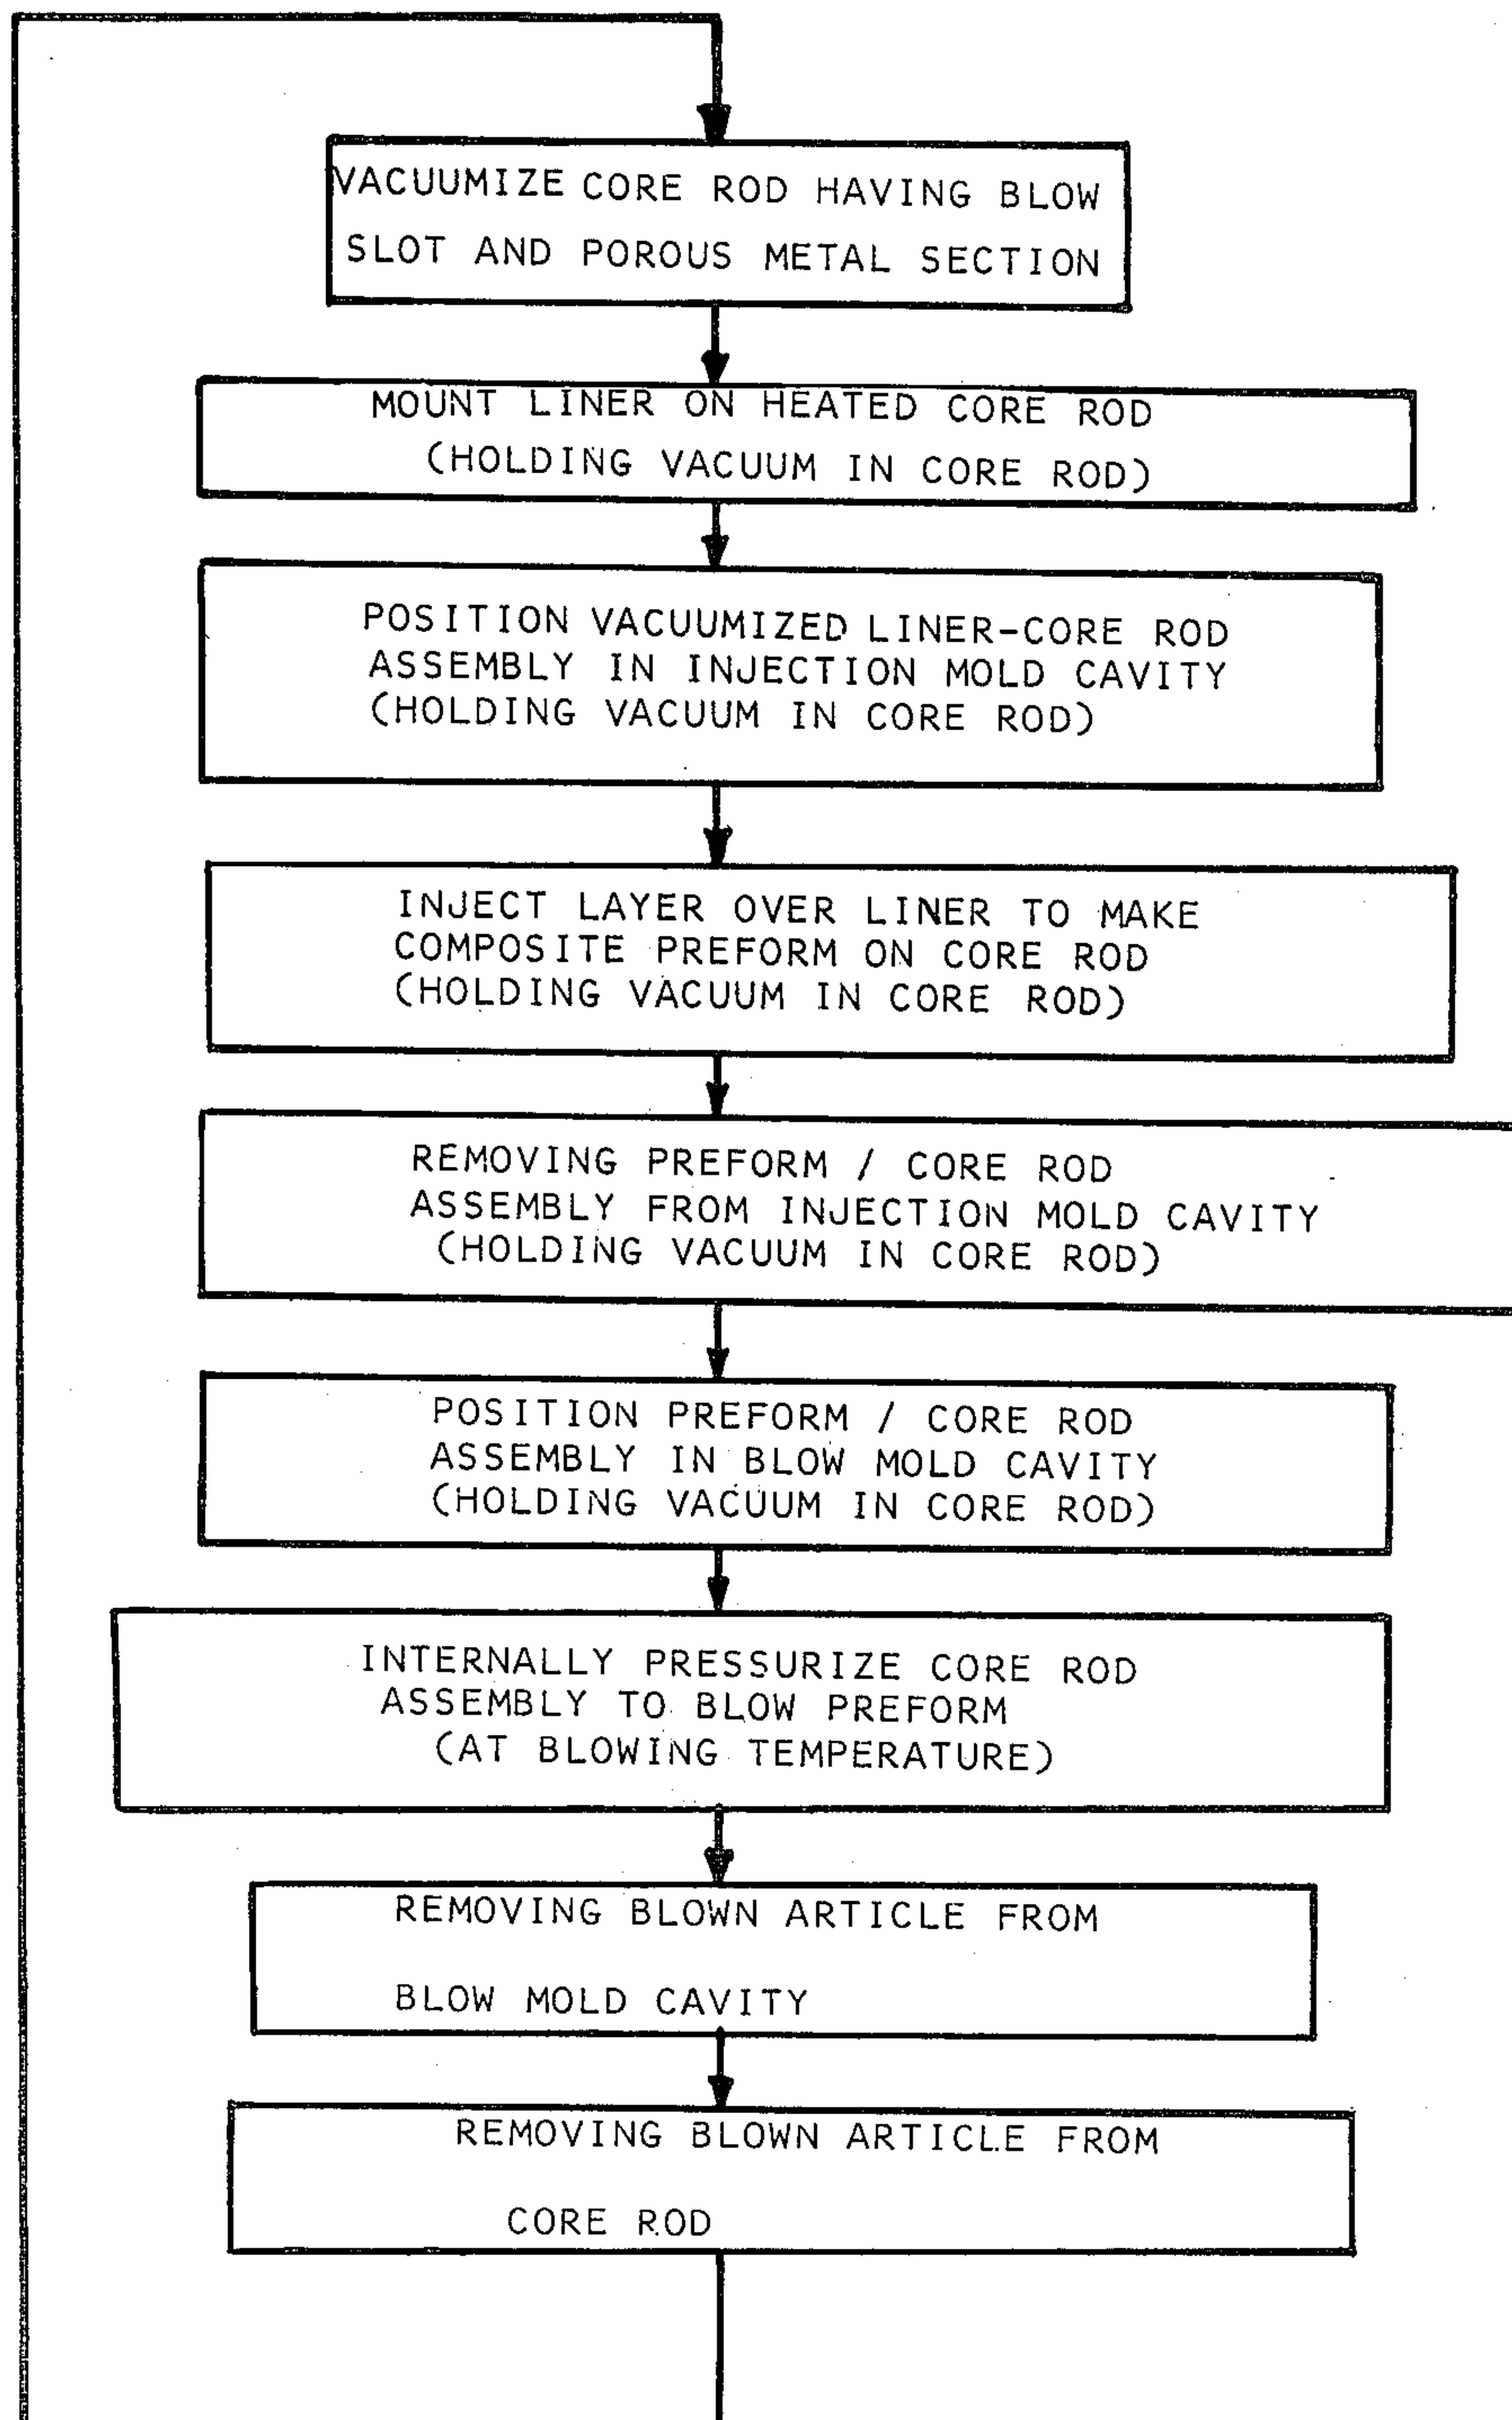 VACUUMIZE CORE ROD HAVING BLOW
SLOT AND POROUS METAL SECTION
MOUNT LINER ON HEATED CORE ROD
(HOLDING VACUUM IN CORE ROD)
POSITION VACUUMIZED LINER-CORE ROD
ASSEMBLY IN INJECTION MOLD CAVITY
(HOLDING VACUUM IN CORE ROD)
INJECT LAYER OVER LINER TO MAKE
COMPOSITE PREFORM ON CORE ROD
(HOLDING VACUUM IN CORE ROD)
REMOVING PREFORM / CORE ROD
ASSEMBLY FROM INJECTION MOLD CAVITY
(HOLDING VACUUM IN CORE ROD)
POSITION PREFORM / CORE ROD
ASSEMBLY IN BLOW MOLD CAVITY
(HOLDING VACUUM IN CORE ROD)
INTERNALLY PRESSURIZE CORE ROD
ASSEMBLY TO BLOW PREFORM
(AT BLOWING TEMPERATURE)
REMOVING BLOWN ARTICLE FROM
BLOW MOLD CAVITY
REMOVING BLOWN ARTICLE FROM
CORE ROD